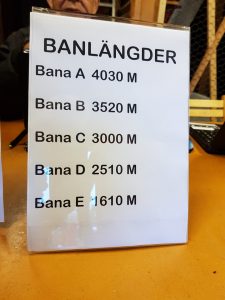 BANLÄNGDER
Bana A 4030 M
Bana B 3520 M
Bana C 3000 M
Bana D 2510 M
Bana E 1610 M